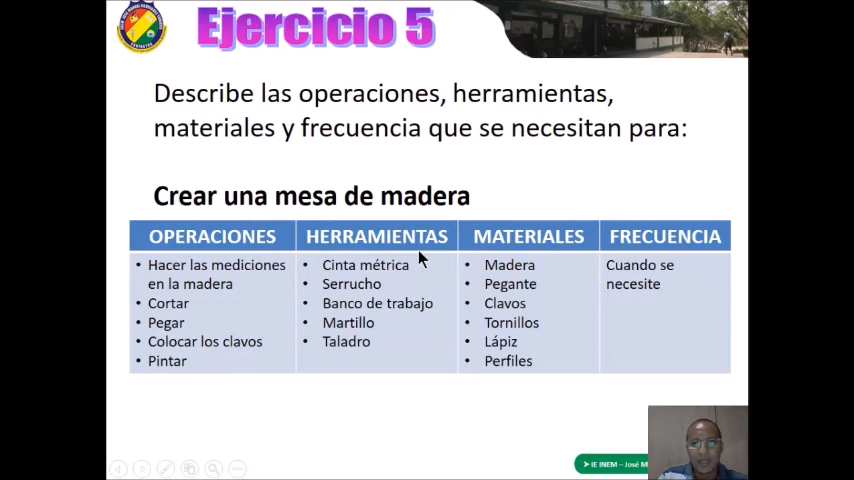 Ejercicio 5
Describe las operaciones, herramientas,
materiales y frecuencia que se necesitan para:
Crear una mesa de madera
OPERACIONES HERRAMIENTAS MATERIALES FRECUENCIA
• Hacer las mediciones
en la madera
• Cortar
• Pegar
• Colocar los clavos
• Pintar
• Cinta métrica
• Serrucho
• Banco de trabajo
• Martillo
• Taladro
• Madera
• Pegante
• Clavos
• Tornillos
• Lápiz
• Perfiles
Cuando se
necesite
➤ IE INEM – José M